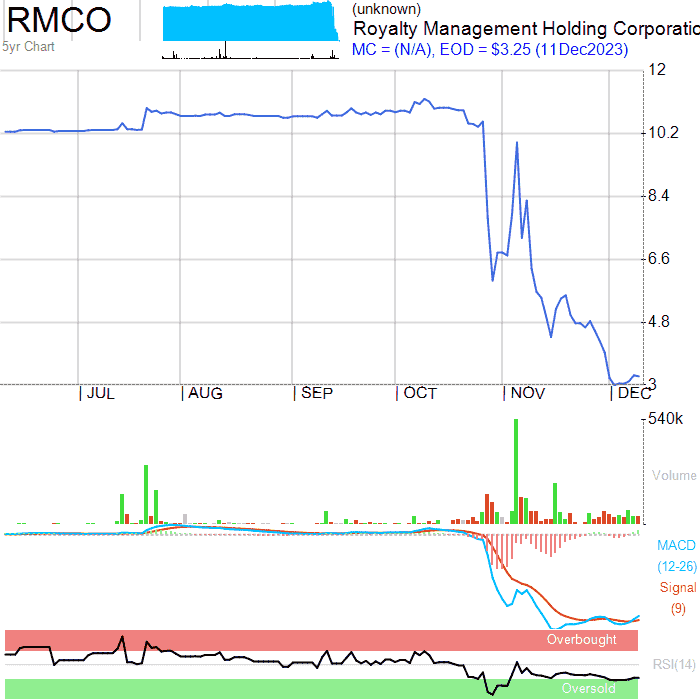 RMCO
5yr Chart
(unknown)
Royalty Management Holding Corporatio
MC = (N/A), EOD = $3.25 (11Dec2023)
12
10.2
8.4
6.6
4.8
3
JUL AUG SEP OCT NOV DEC
540k
Volume
MACD
(12-26)
Signal
(9)
Overbought
RSI(14)
Oversold